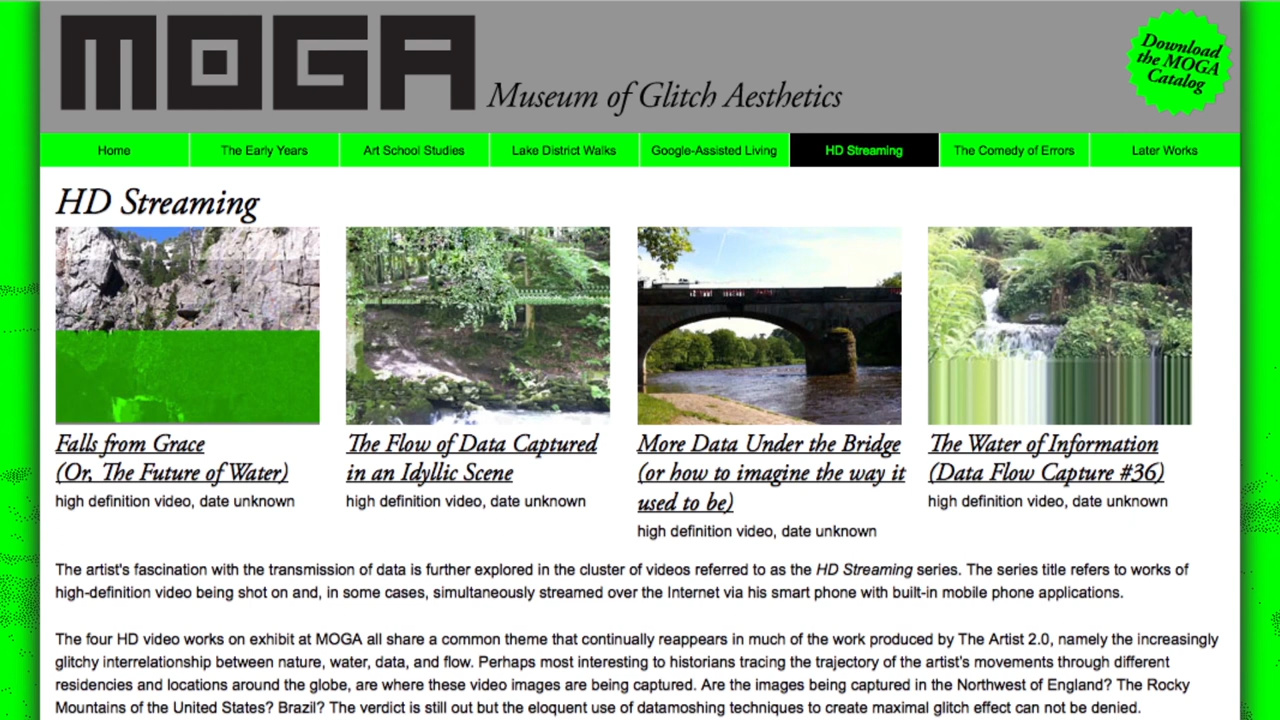 MOGA
Museum of Glitch Aesthetics
Download
the MOGA
Catalog
Home
The Early Years
Art School Studies
Lake District Walks
Google-Assisted Living
HD Streaming
The Comedy of Errors
Later Works
HD Streaming
Falls from Grace
(Or, The Future of Water)
high definition video, date unknown
The Flow of Data Captured
in an Idyllic Scene
high definition video, date unknown
More Data Under the Bridge
(or how to imagine the way it
used to be)
high definition video, date unknown
The Water of Information
(Data Flow Capture #36)
high definition video, date unknown
The artist's fascination with the transmission of data is further explored in the cluster of videos referred to as the HD Streaming series. The series title refers to works of
high-definition video being shot on and, in some cases, simultaneously streamed over the Internet via his smart phone with built-in mobile phone applications.
The four HD video works on exhibit at MOGA all share a common theme that continually reappears in much of the work produced by The Artist 2.0, namely the increasingly
glitchy interrelationship between nature, water, data, and flow. Perhaps most interesting to historians tracing the trajectory of the artist's movements through different
residencies and locations around the globe, are where these video images are being captured. Are the images being captured in the Northwest of England? The Rocky
Mountains of the United States? Brazil? The verdict is still out but the eloquent use of datamoshing techniques to create maximal glitch effect can not be denied.